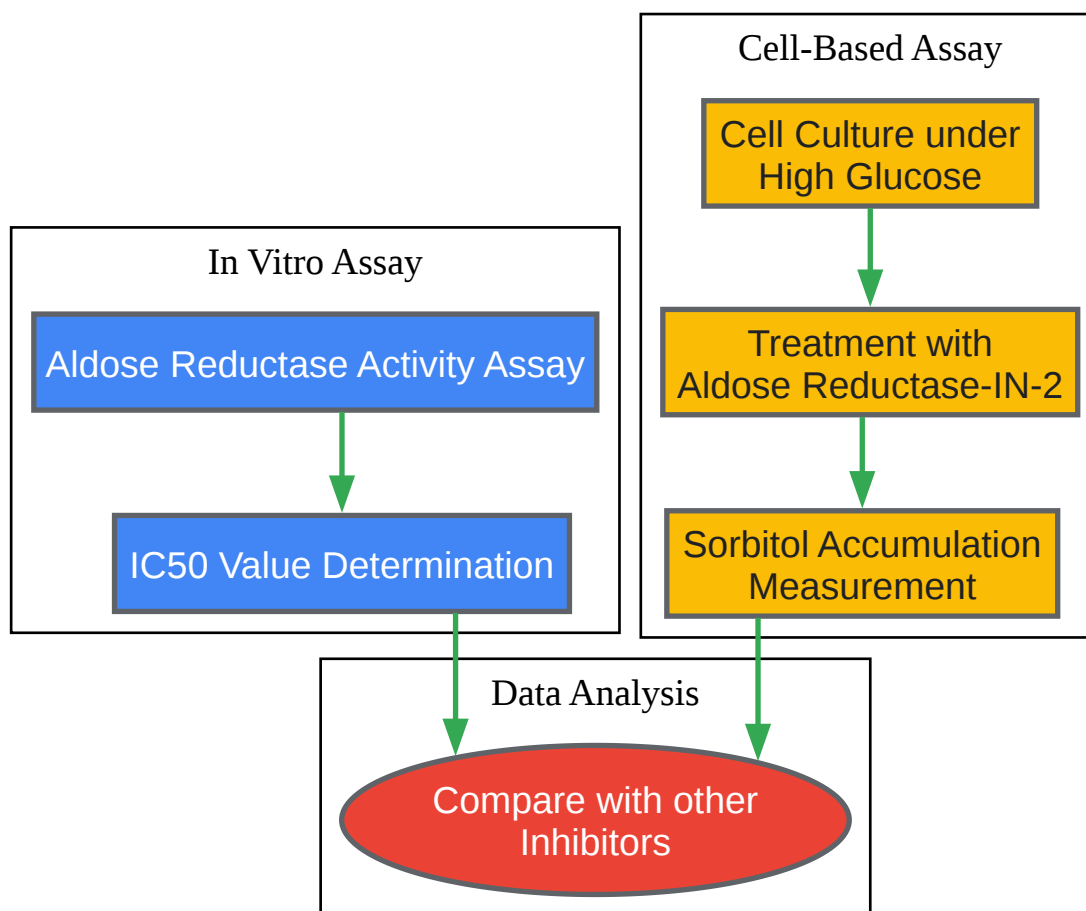 Cell-Based Assay
Cell Culture under
High Glucose
Treatment with
Aldose Reductase-IN-2
Sorbitol Accumulation
Measurement
In Vitro Assay
Aldose Reductase Activity Assay
IC50 Value Determination
Data Analysis
Compare with other
Inhibitors